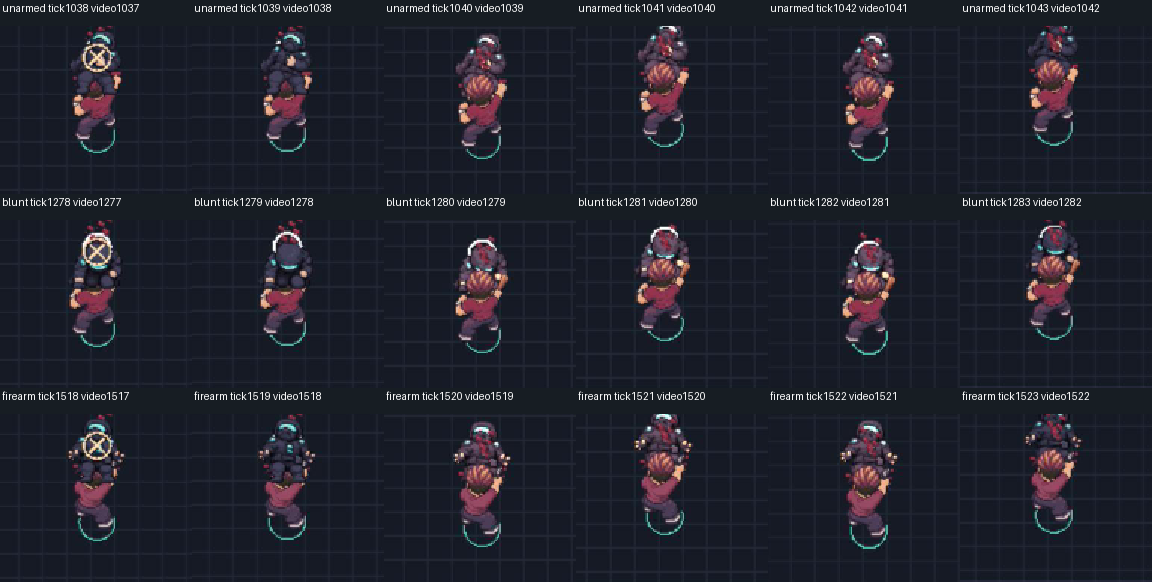 unarmed tick1038 video1037
unarmed tick1039 video1038
unarmed tick1040 video1039
unarmed tick1041 video1040
unarmed tick1042 video1041
unarmed tick1043 video1042
blunt tick1278 video1277
blunt tick1279 video1278
blunt tick1280 video1279
blunt tick1281 video1280
blunt tick1282 video1281
blunt tick1283 video1282
firearm tick1518 video1517
firearm tick1519 video1518
firearm tick1520 video1519
firearm tick1521 video1520
firearm tick1522 video1521
firearm tick1523 video1522